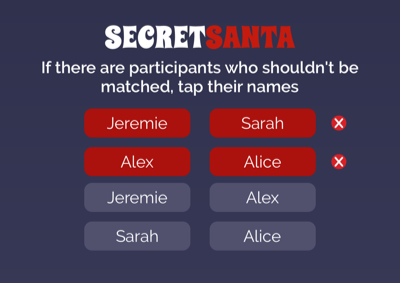 SECRETSANTA
If there are participants who shouldn't be
matched, tap their names
Jeremie Sarah X
Alex Alice X
Jeremie Alex
Sarah Alice